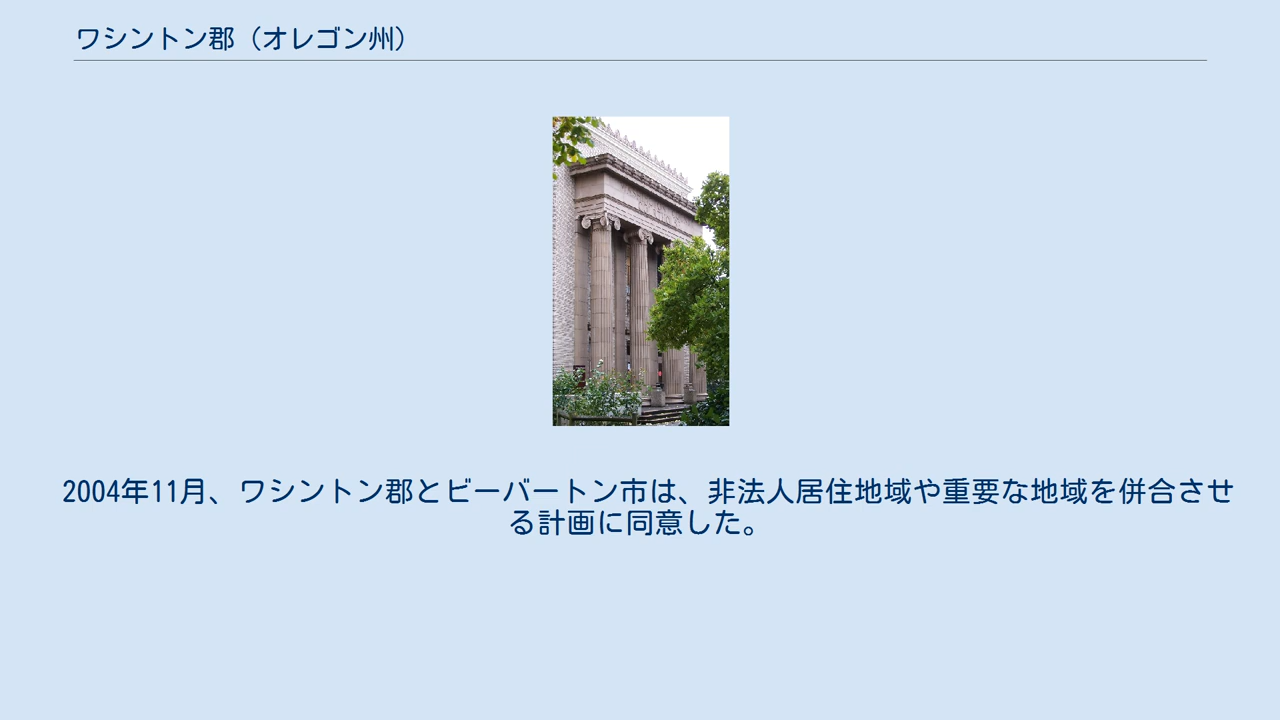 ワシントン郡（オレゴン州）
2004年11月、ワシントン郡とビーバートン市は、非法人居住地域や重要な地域を併合させ
る計画に同意した。